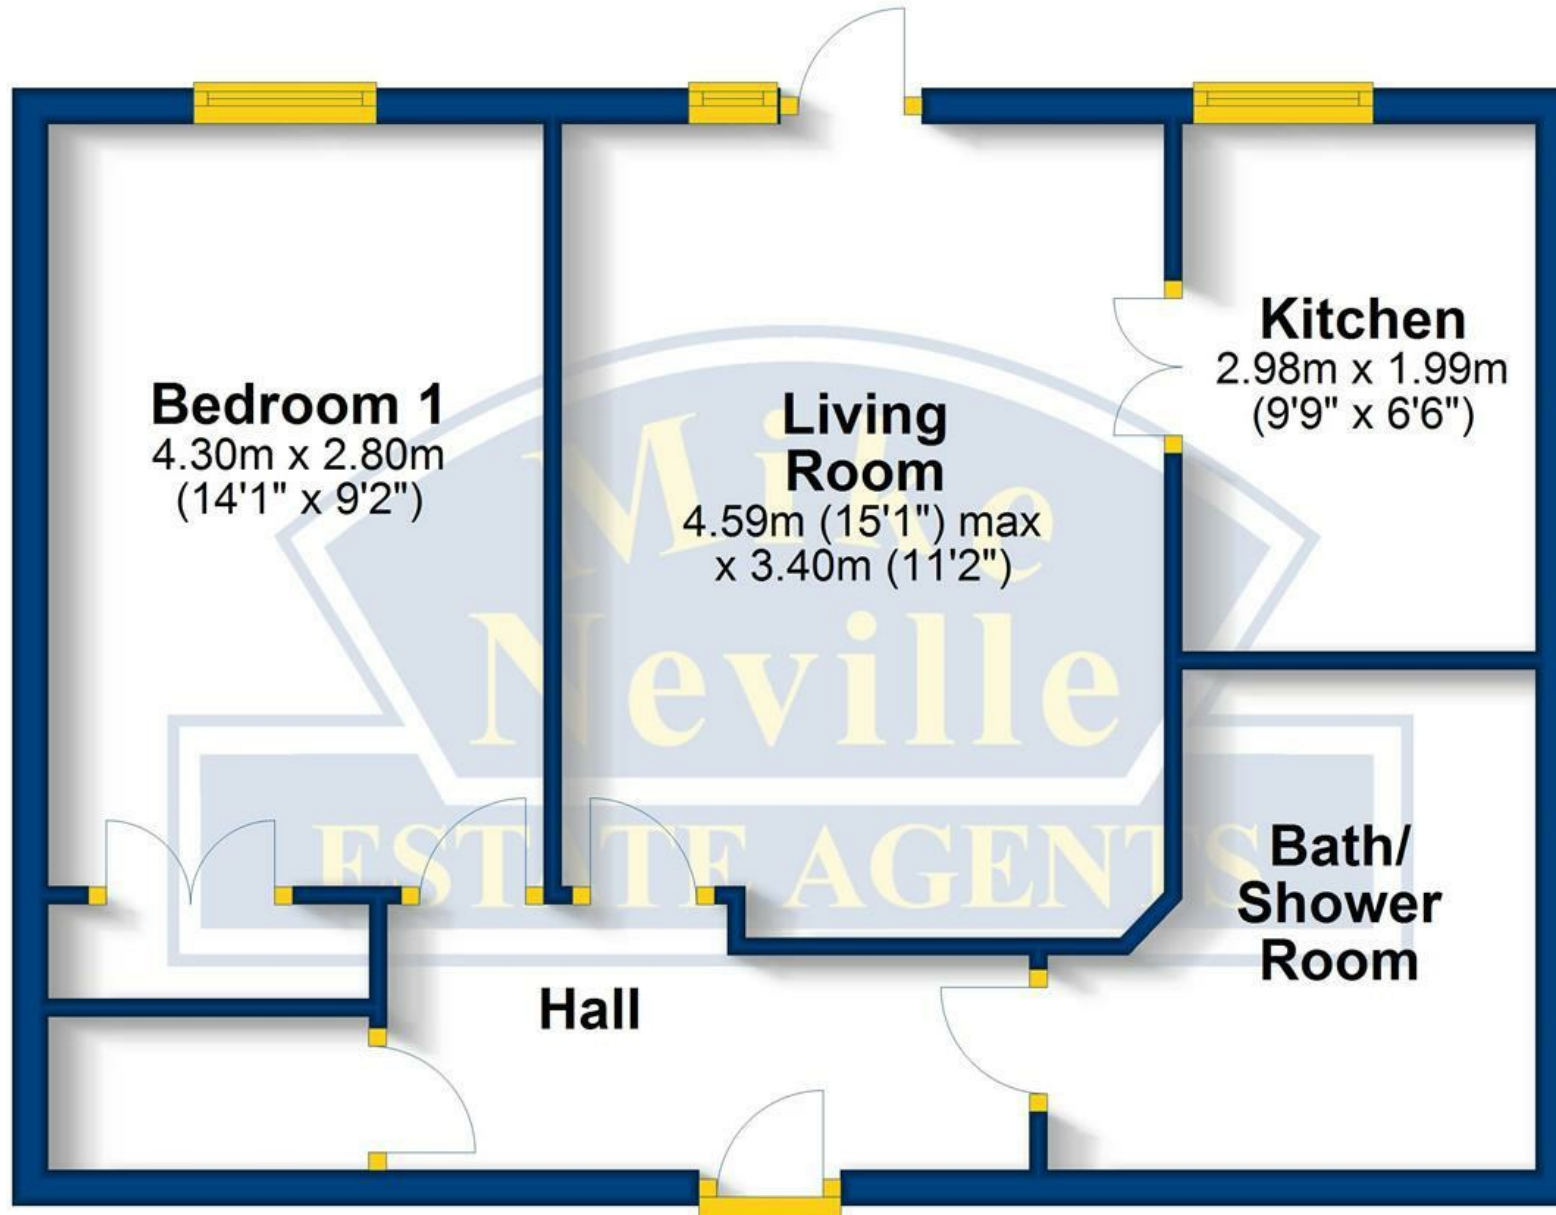 Bedroom 1
4.30m x 2.80m
(14'1" x 9'2")
Living
Room
4.59m (15'1") max
x 3.40m (11'2")
Kitchen
2.98m x 1.99m
(9'9" x 6'6")
Bath/
Shower
Room
Hall
Mike
Neville
ESTATE AGENTS